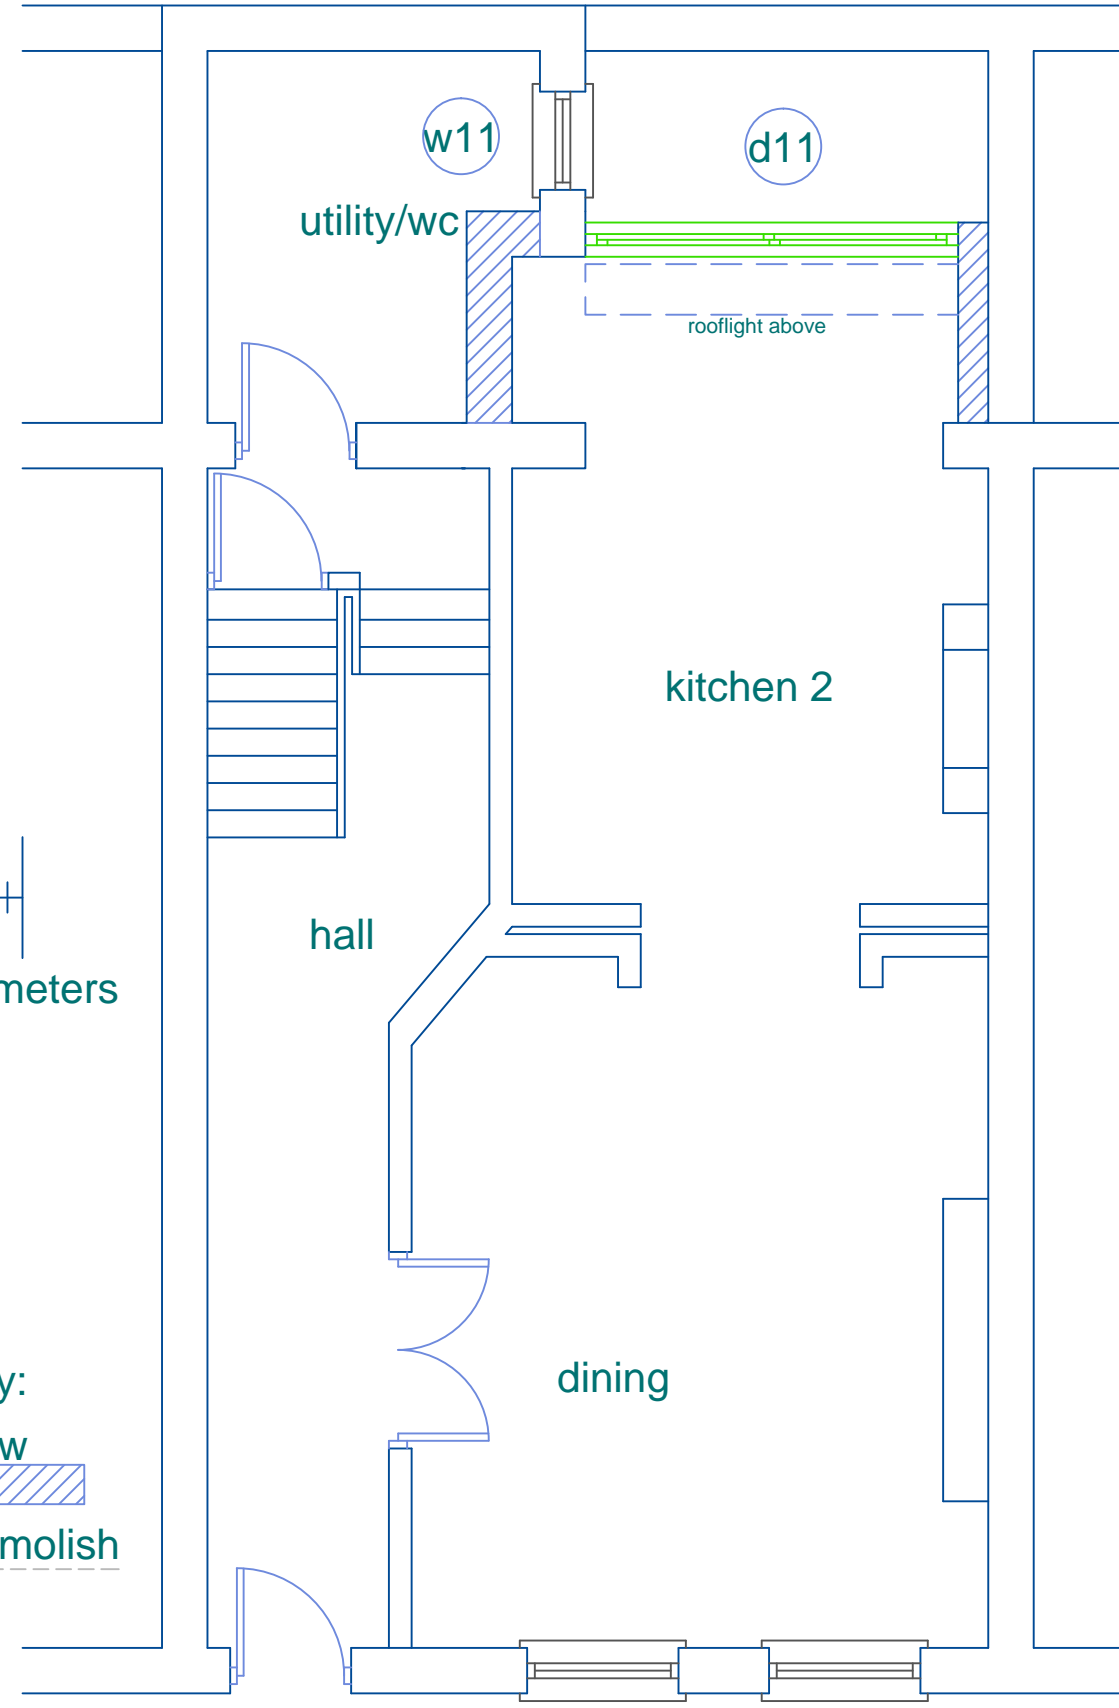 w11
d11
utility/wc
rooflight above
kitchen 2
hall
meters
dining
y:
w
molish